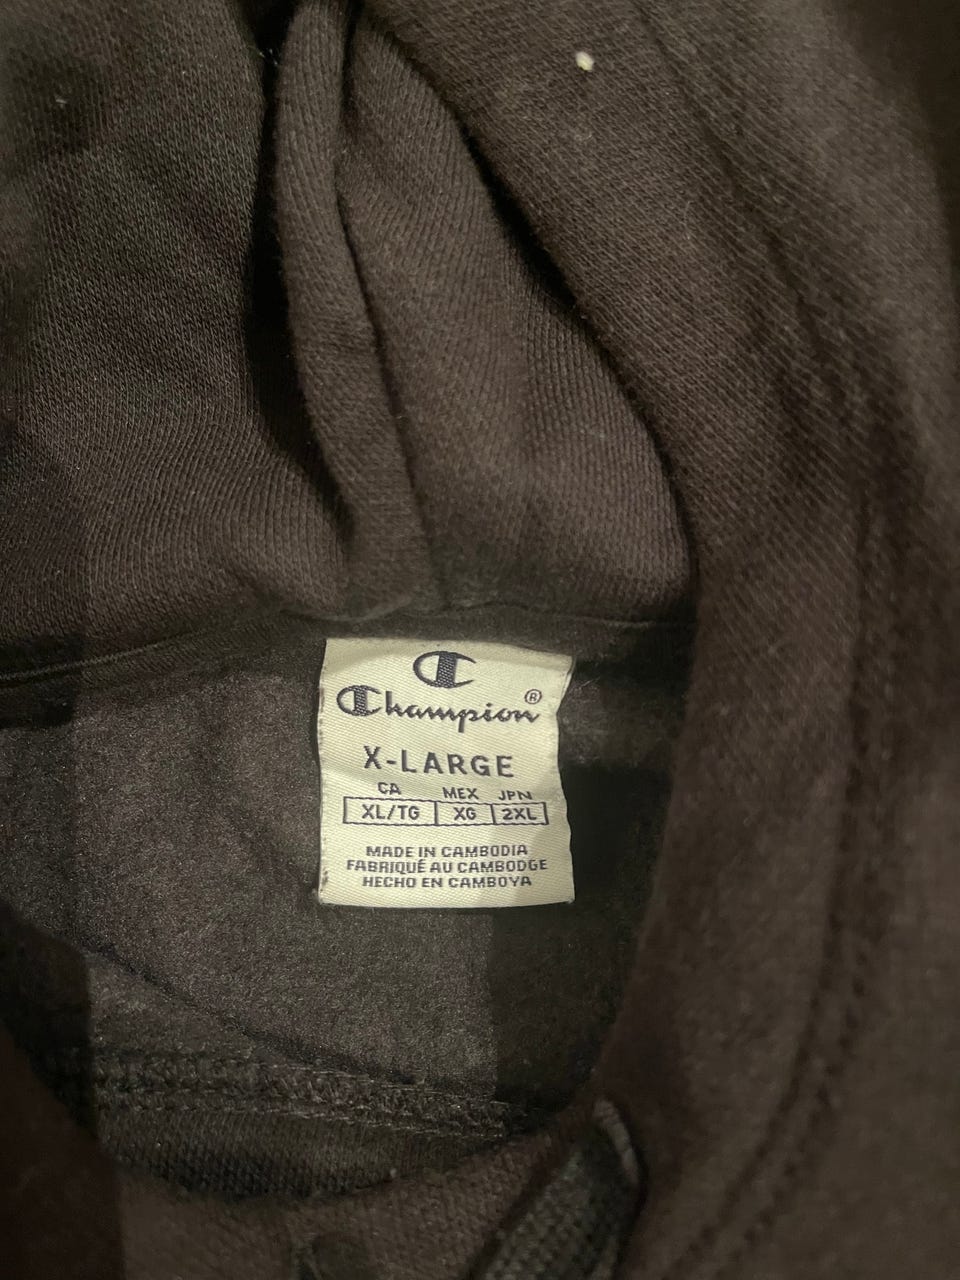 Champion®
X-LARGE
CA MEX JPN
XL/TG XG 2XL
MADE IN CAMBODIA
FABRIQUÉ AU CAMBODGE
HECHO EN CAMBOYA